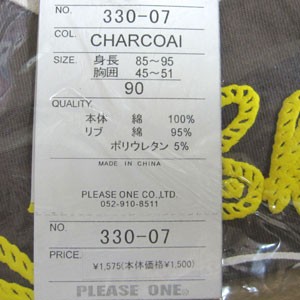 NO. 330-07
COL. CHARCOAl
SIZE. 身長 85~95
胸囲 45~51
90
QUALITY.
本体 綿 100%
リブ 綿 95%
ポリウレタン 5%
MADE IN CHINA
PLEASE ONE CO.,LTD.
052-910-8511
NO. 330-07
PRICE.
¥1,575(本体価格¥1,500)
PLEASE ONE.